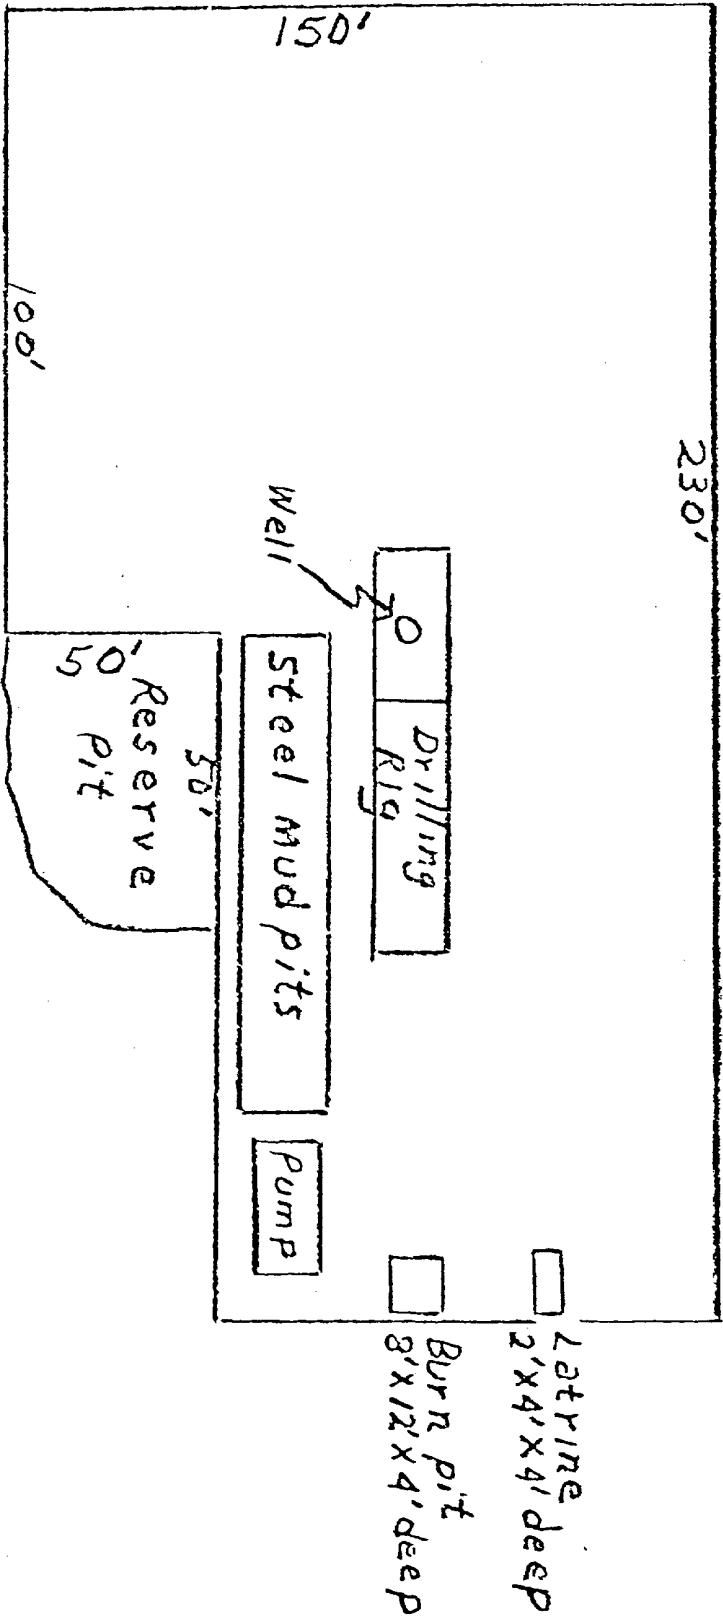 150'
230'
100'
Well
Drilling
Rig
50'
Reserve
Pit
50'
Steel Mud pits
Pump
Latrine
2'X4'X4' deep
Burn pit
8'X12'X4' deep